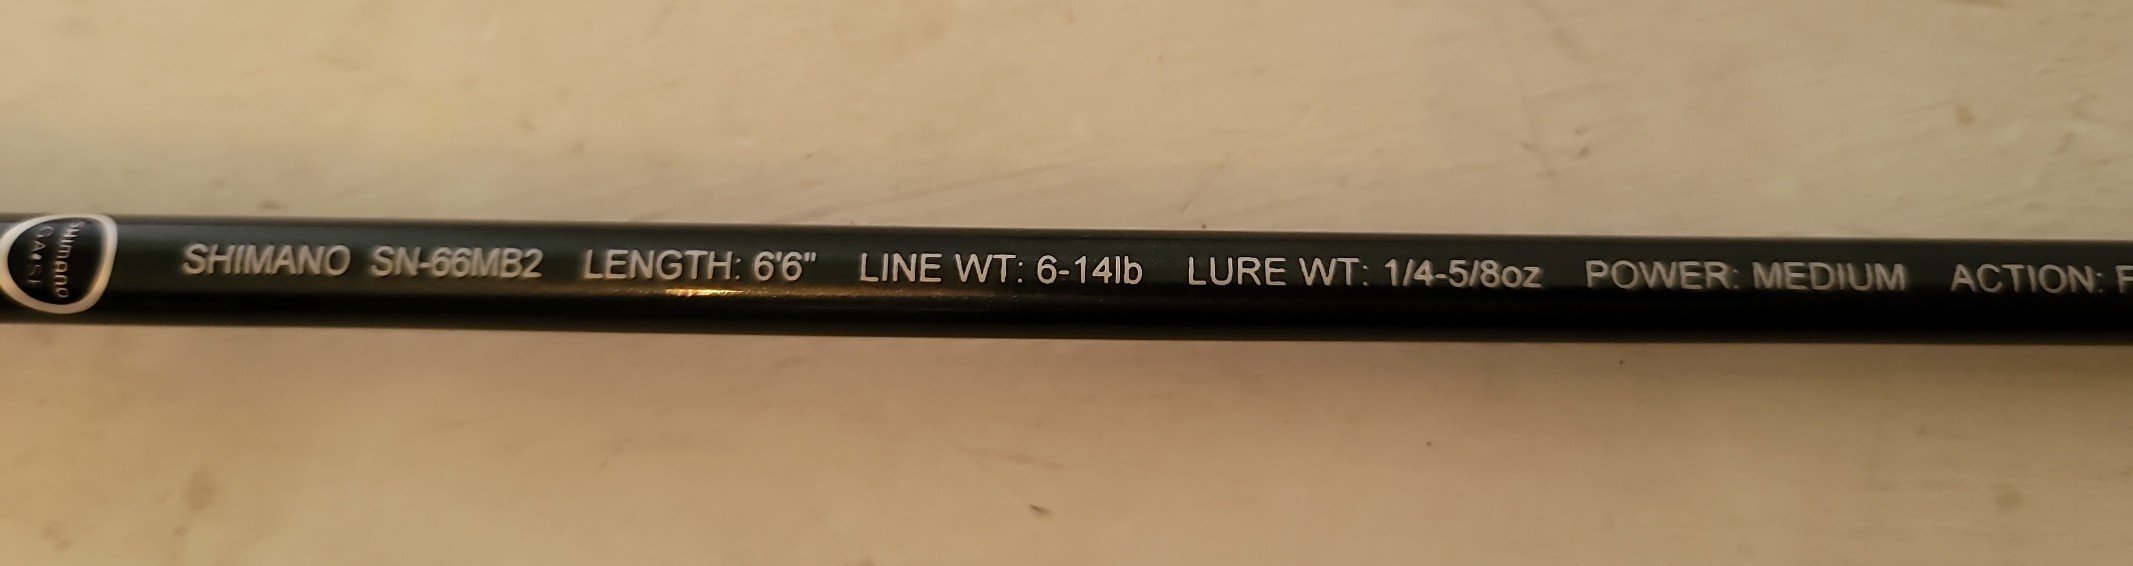 shimano
SHIMANO SN-66MB2 LENGTH: 6'6" LINE WT: 6-14lb LURE WT: 1/4-5/8oz POWER: MEDIUM ACTION: F